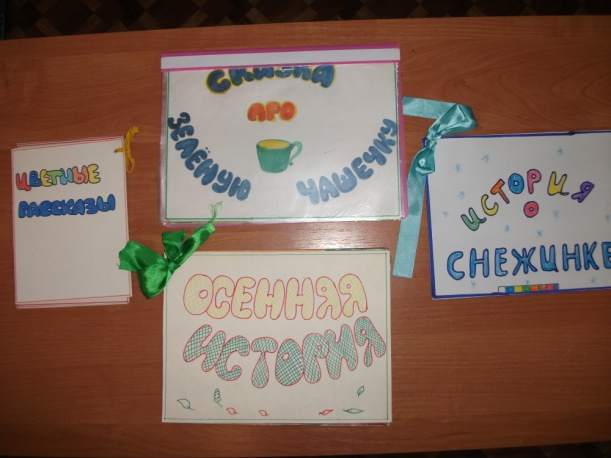 СКАЗКА
ПРО
ЗЕЛЁНУЮ
ЧАШЕЧКУ
ЦВЕТНЫЕ
РАССКАЗЫ
ИСТОРИЯ
О
СНЕЖИНКЕ
ОСЕННЯЯ
ИСТОРИЯ